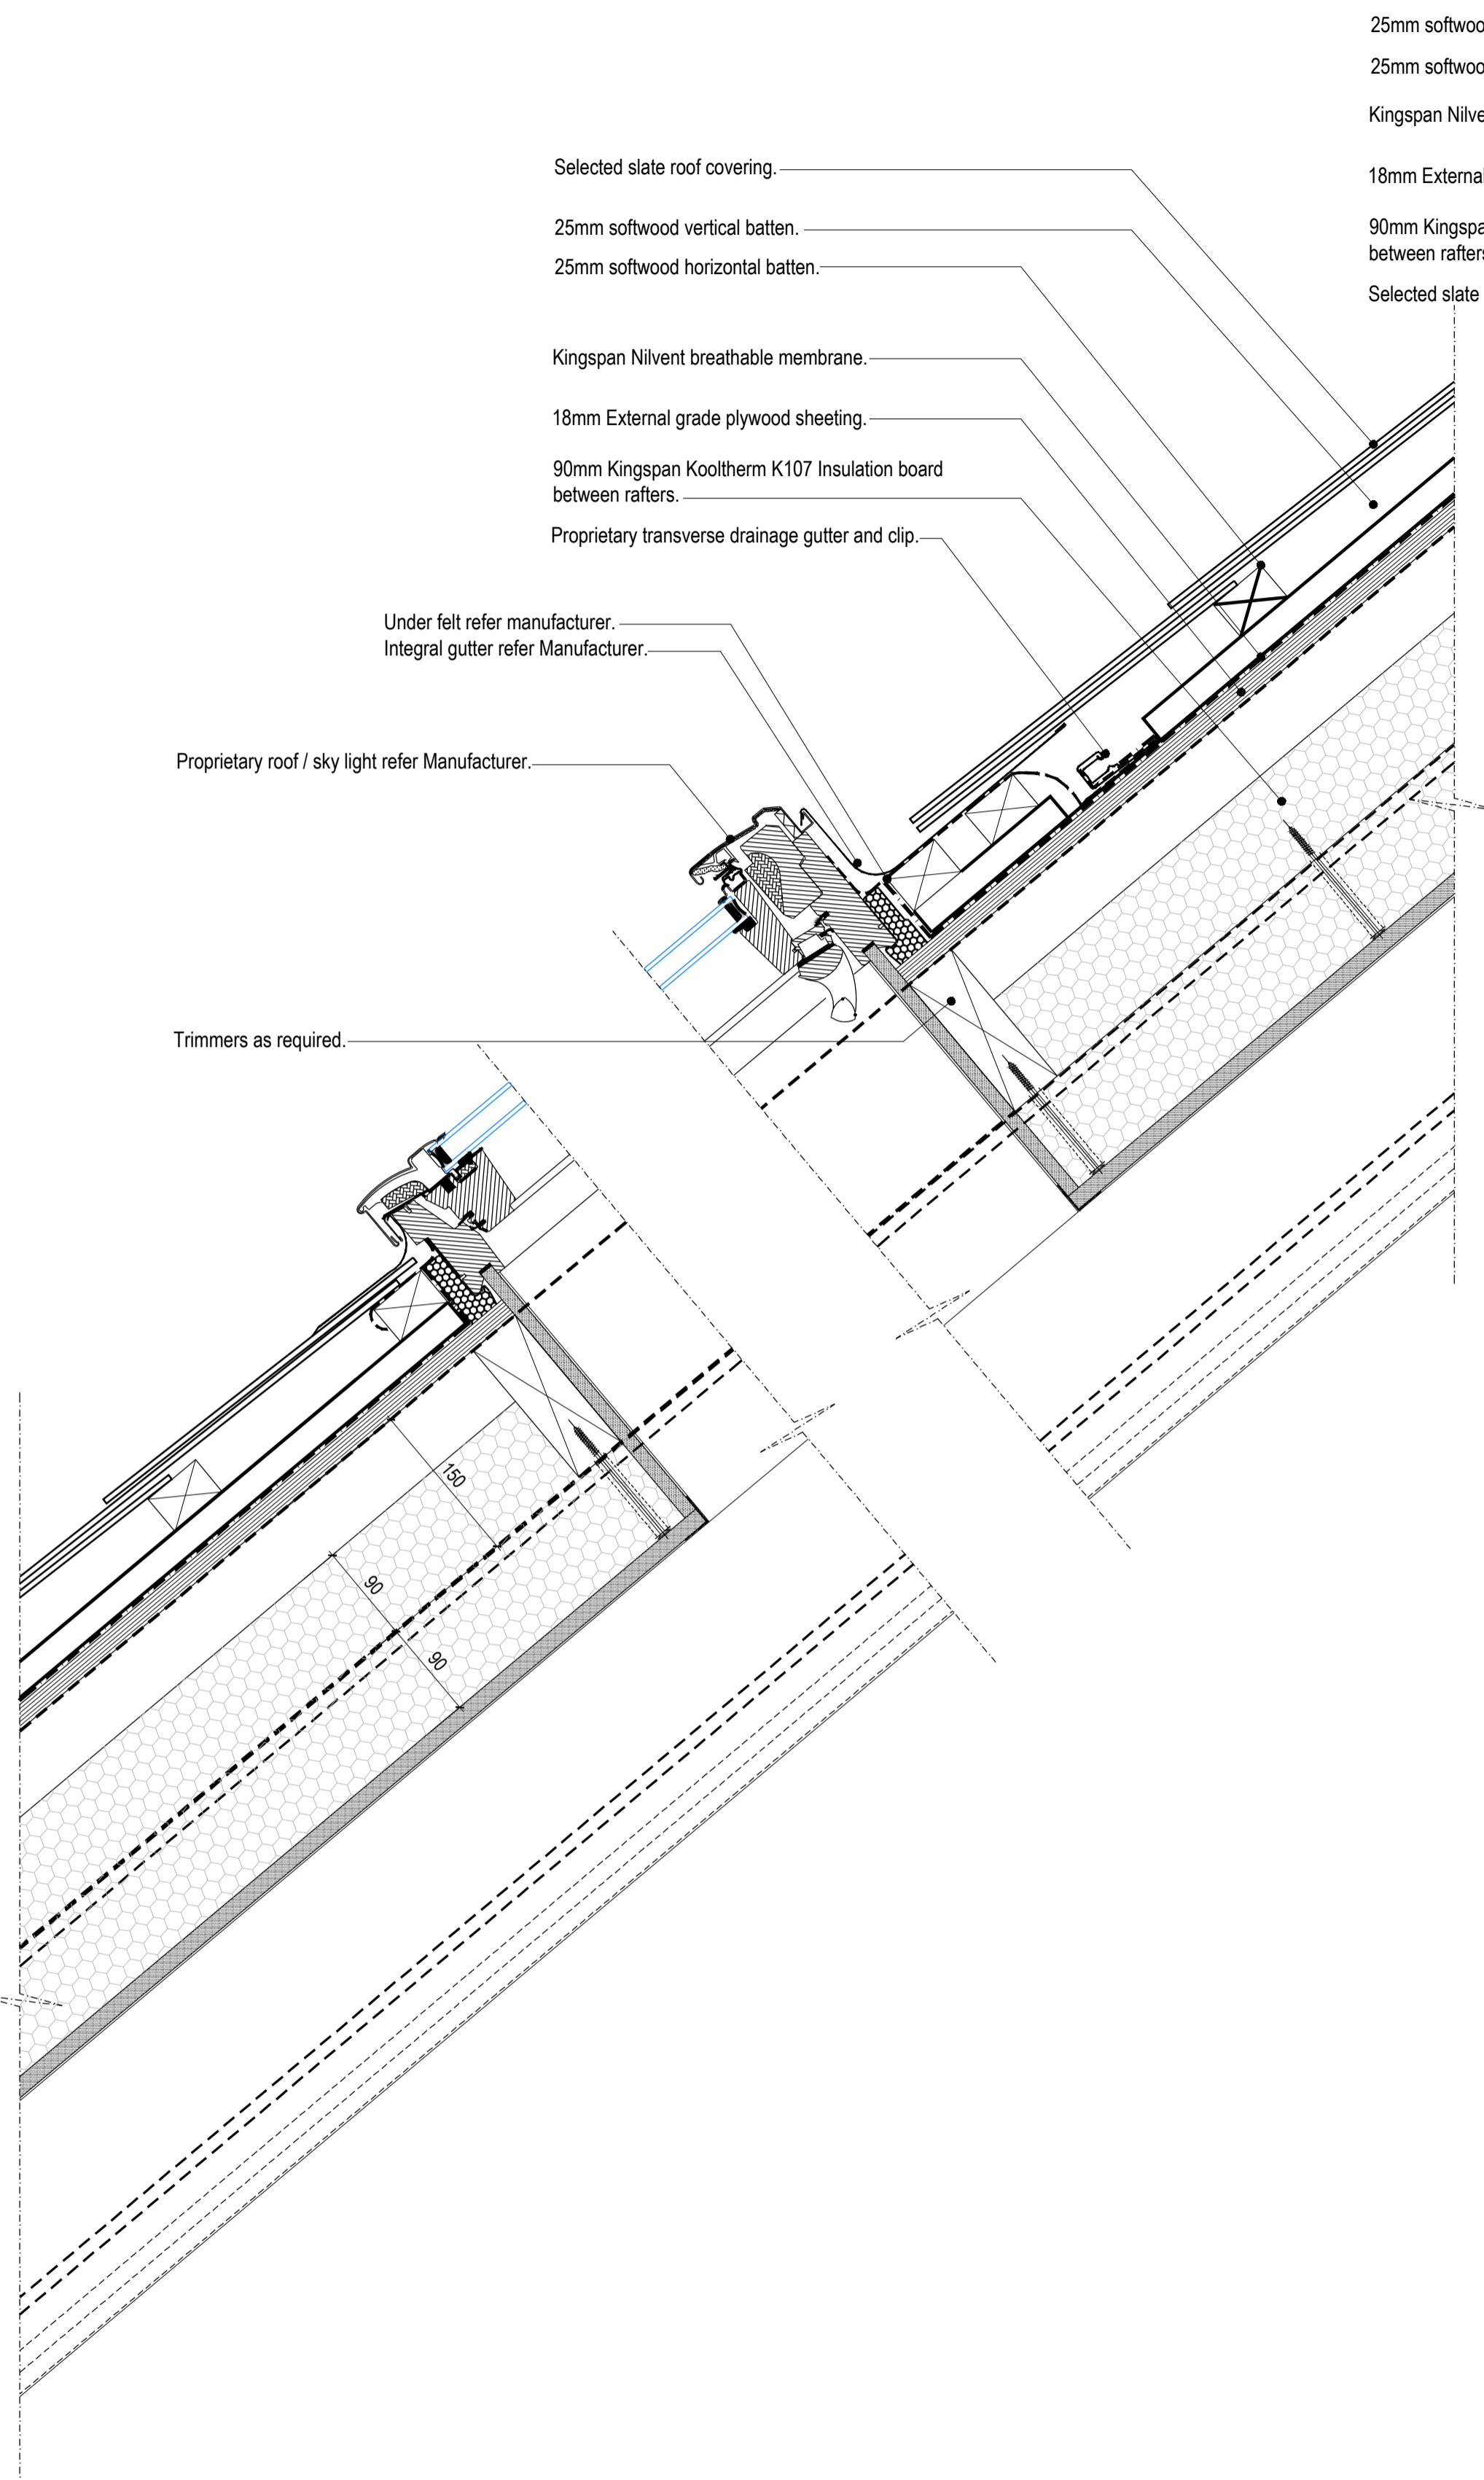 25mm softwoo
25mm softwoo
Kingspan Nilve
18mm External
90mm Kingspa
between rafters
Selected slate
Selected slate roof covering.
25mm softwood vertical batten.
25mm softwood horizontal batten.
Kingspan Nilvent breathable membrane.
18mm External grade plywood sheeting.
90mm Kingspan Kooltherm K107 Insulation board
between rafters.
Proprietary transverse drainage gutter and clip.
Under felt refer manufacturer.
Integral gutter refer Manufacturer.
Proprietary roof / sky light refer Manufacturer.
Trimmers as required.
150
90
90